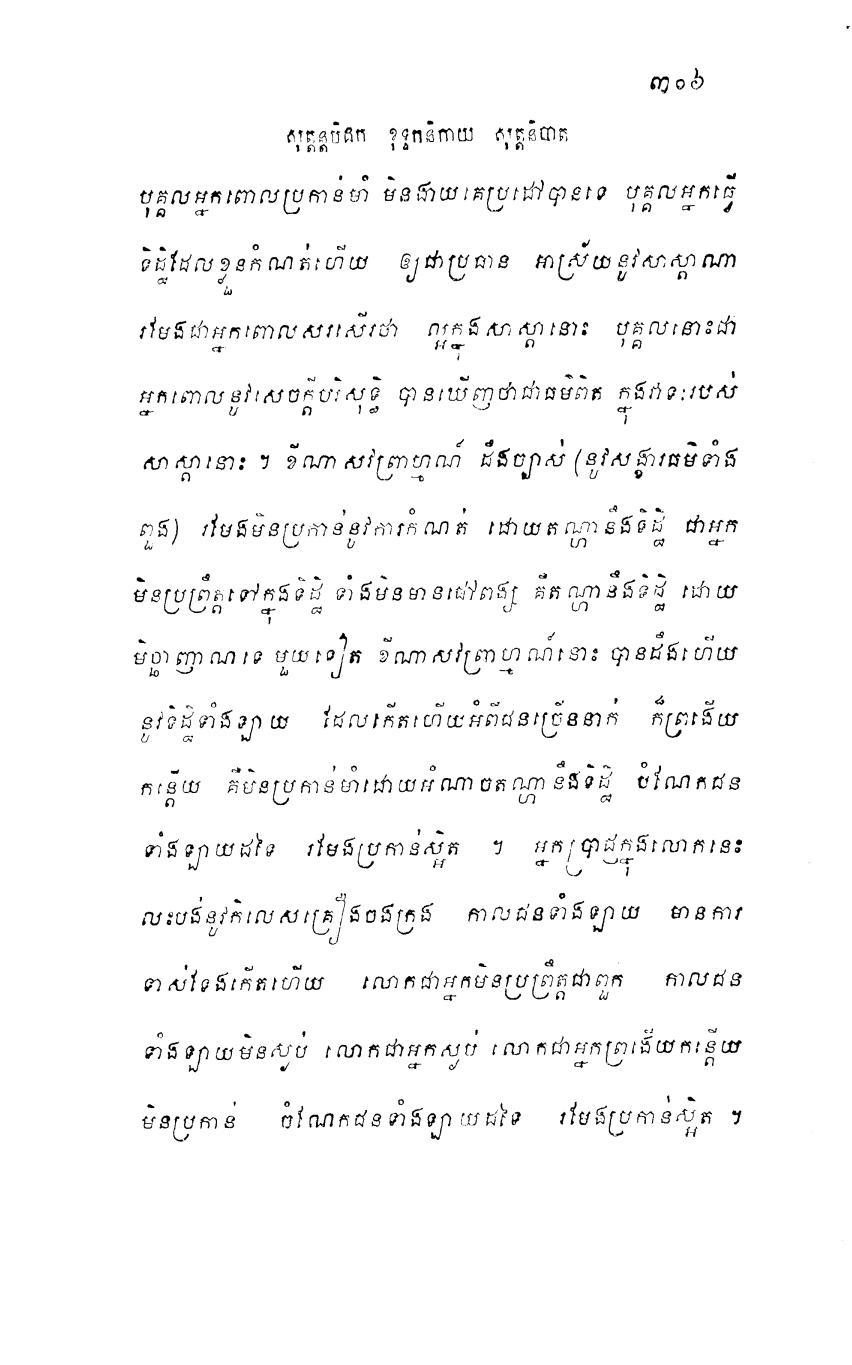 ៣០៦
សុត្តន្តបិដក ខុទ្ទកនិកាយ សុត្តនិបាត
បុគ្គលអ្នកពោលប្រកាន់មាំ មិនងាយគេប្រដៅបានទេ បុគ្គលអ្នកធ្វើ
ទិដ្ឋិដែលខ្លួនកំណត់ហើយ ឲ្យជាប្រធាន អាស្រ័យនូវសាស្តាណា
រមែងជាអ្នកពោលសរសើរថា ល្អក្នុងសាស្តានោះ បុគ្គលនោះជា
អ្នកពោលនូវសេចក្តីបរិសុទ្ធិ បានឃើញថាជាធម៌ពិត ក្នុងវាទៈរបស់
សាស្តានោះ ។ ខីណាសវព្រាហ្មណ៍ ដឹងច្បាស់ (នូវសង្ខារធម៌ទាំង
ពួង) រមែងមិនប្រកាន់នូវការកំណត់ ដោយតណ្ហានឹងទិដ្ឋិ ជាអ្នក
មិនប្រព្រឹត្តទៅក្នុងទិដ្ឋិ ទាំងមិនមានផៅពង្ស គឺតណ្ហានឹងទិដ្ឋិ ដោយ
មិច្ឆាញាណទេ មួយទៀត ខីណាសវព្រាហ្មណ៍នោះ បានដឹងហើយ
នូវទិដ្ឋិទាំងឡាយ ដែលកើតហើយអំពីជនច្រើននាក់ ក៏ព្រងើយ
កន្តើយ គឺមិនប្រកាន់មាំដោយអំណាចតណ្ហានឹងទិដ្ឋិ ចំណែកជន
ទាំងឡាយដទៃ រមែងប្រកាន់ស្អិត ។ អ្នកប្រាជ្ញក្នុងលោកនេះ
លះបង់នូវកិលេសគ្រឿងចងក្រង កាលជនទាំងឡាយ មានការ
ទាស់ទែងកើតហើយ លោកជាអ្នកមិនប្រព្រឹត្តជាពួក កាលជន
ទាំងឡាយមិនស្ងប់ លោកជាអ្នកស្ងប់ លោកជាអ្នកព្រងើយកន្តើយ
មិនប្រកាន់ ចំណែកជនទាំងឡាយដទៃ រមែងប្រកាន់ស្អិត ។